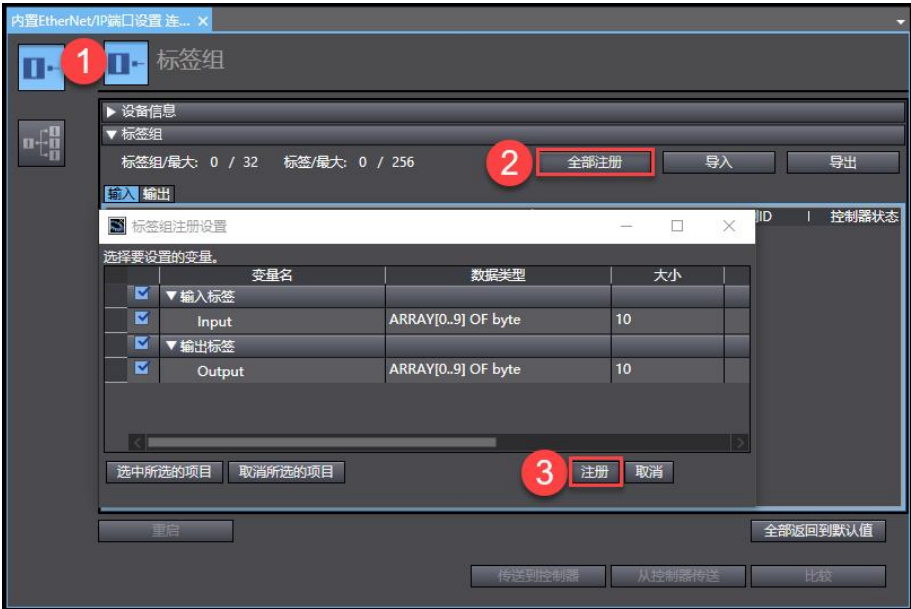 内置EtherNet/IP端口设置 连... ×
1
标签组
▶ 设备信息
▼ 标签组
标签组/最大: 0 / 32 标签/最大: 0 / 256
2
全部注册 导入 导出
输入 输出
ID | 控制器状态
标签组注册设置
选择要设置的变量。
变量名 数据类型 大小
▼ 输入标签
Input ARRAY[0..9] OF byte 10
▼ 输出标签
Output ARRAY[0..9] OF byte 10
选中所选的项目 取消所选的项目 3 注册 取消
重启 全部返回到默认值
传送到控制器 从控制器传送 比较